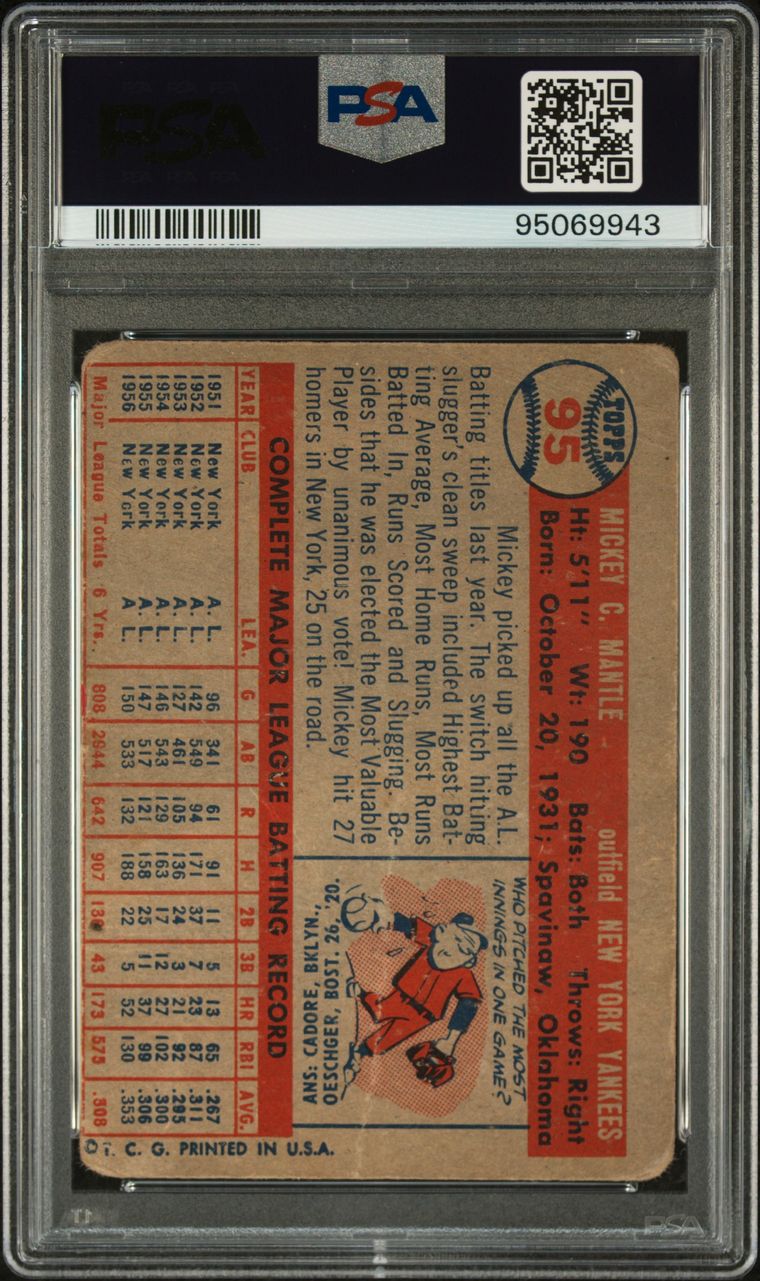 PSA
PSA
95069943
TOPPS
95
MICKEY C. MANTLE outfield NEW YORK YANKEES
Ht: 5'11" Wt: 190 Bats: Both Throws: Right
Born: October 20, 1931: Spavinaw, Oklahoma
Mickey picked up all the A.L.
Batting titles last year. The switch hitting
slugger's clean sweep included Highest Bat-
ting Average, Most Home Runs, Most Runs
Batted In, Runs Scored and Slugging. Be-
sides that he was elected the Most Valuable
Player by unanimous vote! Mickey hit 27
homers in New York, 25 on the road.
WHO PITCHED THE MOST
INNINGS IN ONE GAME?
ANS: CADORE, BKLYN.,
OESCHGER, BOST. 26, '20.
COMPLETE MAJOR LEAGUE BATTING RECORD
YEAR CLUB LEA. G AB R H 2B 3B HR RBI AVG.
1951 New York A. L. 96 341 61 91 11 5 13 65 .267
1952 New York A. L. 142 549 94 171 37 7 23 87 .311
1953 New York A. L. 127 461 105 136 24 3 21 92 .295
1954 New York A. L. 146 543 129 163 17 12 27 102 .300
1955 New York A. L. 147 517 121 158 25 11 37 99 .306
1956 New York A. L. 150 533 132 188 22 5 52 130 .353
Major League Totals 6 Yrs. 808 2944 642 907 136 43 173 575 .308
© T. C. G. PRINTED IN U.S.A.
PSA